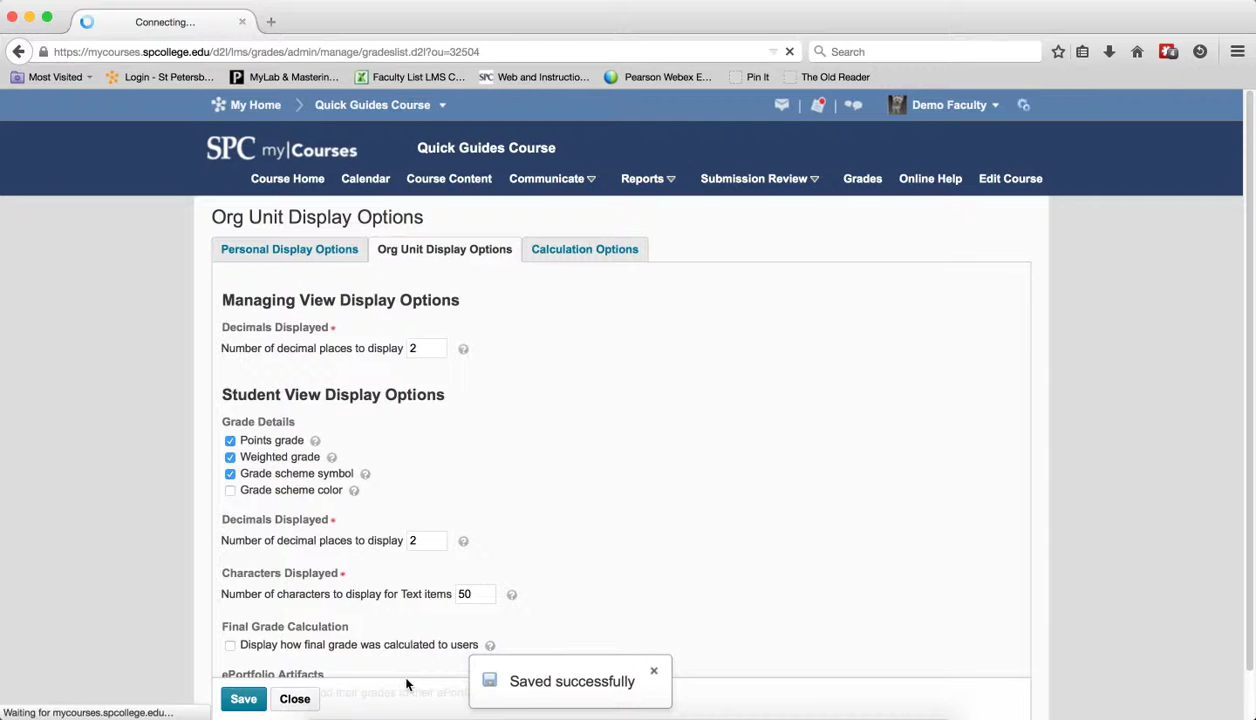 Connecting...
https://mycourses.spcollege.edu/d2l/lms/grades/admin/manage/gradeslist.d2l?ou=32504
Search
Most Visited Login - St Petersb... MyLab & Mastering... Faculty List LMS C... SPC Web and Instructio... Pearson Webex E... Pin It The Old Reader
My Home Quick Guides Course Demo Faculty
SPC my|Courses Quick Guides Course
Course Home Calendar Course Content Communicate Reports Submission Review Grades Online Help Edit Course
Org Unit Display Options
Personal Display Options Org Unit Display Options Calculation Options
Managing View Display Options
Decimals Displayed *
Number of decimal places to display 2
Student View Display Options
Grade Details
Points grade
Weighted grade
Grade scheme symbol
Grade scheme color
Decimals Displayed *
Number of decimal places to display 2
Characters Displayed *
Number of characters to display for Text items 50
Final Grade Calculation
Display how final grade was calculated to users
ePortfolio Artifacts
Saved successfully
Save Close
Waiting for mycourses.spcollege.edu...